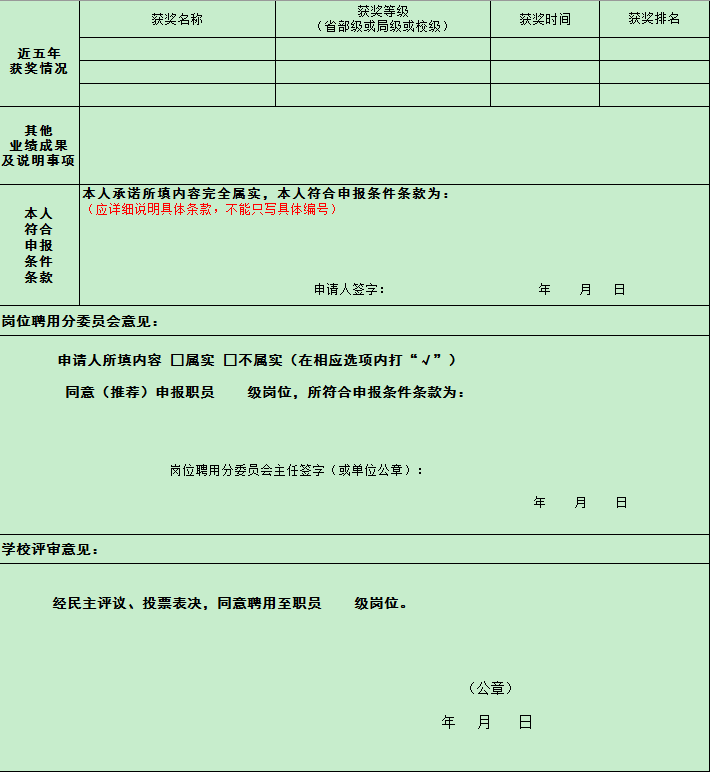 近五年
获奖情况
获奖名称
获奖等级
（省部级或局级或校级）
获奖时间
获奖排名
其他
业绩成果
及说明事项
本人
符合
申报
条件
条款
本人承诺所填内容完全属实，本人符合申报条件条款为：
（应详细说明具体条款，不能只写具体编号）
申请人签字： 年 月 日
岗位聘用分委员会意见：
申请人所填内容 □属实 □不属实（在相应选项内打“√”）
同意（推荐）申报职员 级岗位，所符合申报条件条款为：
岗位聘用分委员会主任签字（或单位公章）：
年 月 日
学校评审意见：
经民主评议、投票表决，同意聘用至职员 级岗位。
（公章）
年 月 日